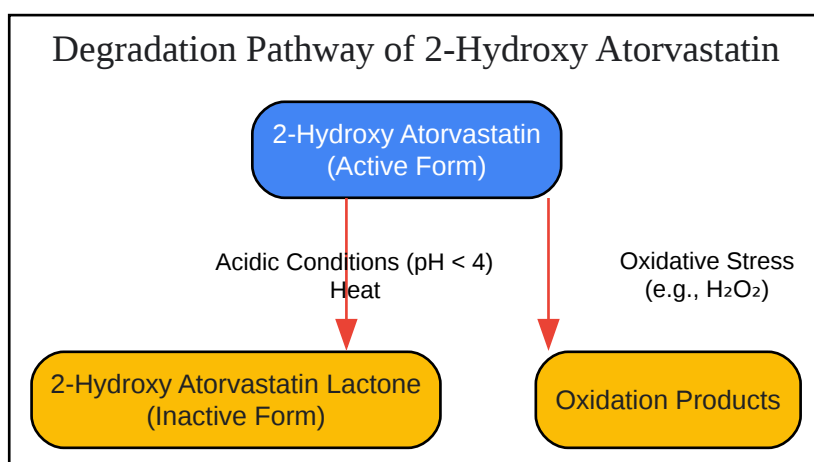 Degradation Pathway of 2-Hydroxy Atorvastatin
2-Hydroxy Atorvastatin
(Active Form)
Acidic Conditions (pH < 4)
Heat
Oxidative Stress
(e.g., H₂O₂)
2-Hydroxy Atorvastatin Lactone
(Inactive Form)
Oxidation Products